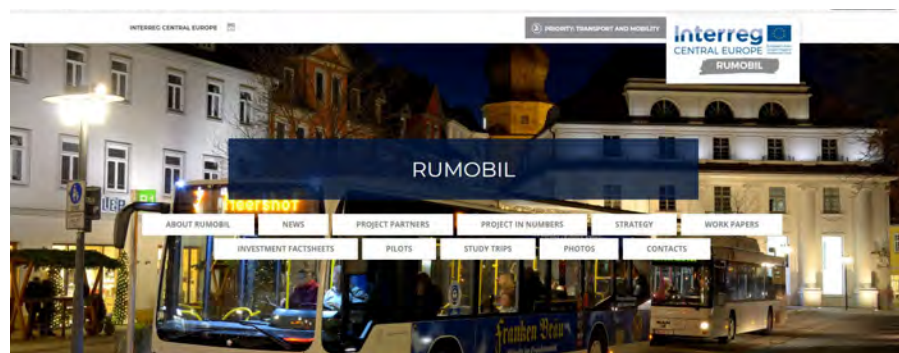 INTERREG CENTRAL EUROPE
PRIORITY: TRANSPORT AND MOBILITY
Interreg
CENTRAL EUROPE
RUMOBIL
RUMOBIL
ABOUT RUMOBIL NEWS PROJECT PARTNERS PROJECT IN NUMBERS STRATEGY WORK PAPERS
INVESTMENT FACTSHEETS PILOTS STUDY TRIPS PHOTOS CONTACTS
Franken Bräu